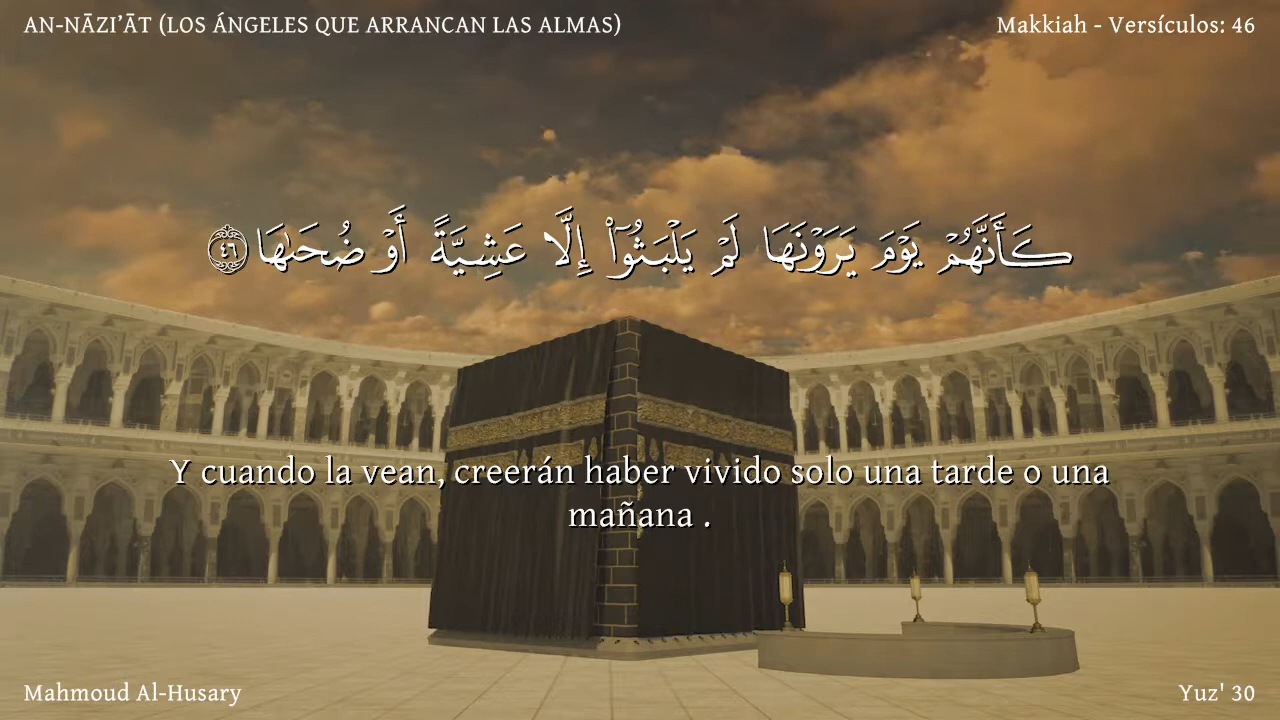 AN-NĀZI’ĀT (LOS ÁNGELES QUE ARRANCAN LAS ALMAS)
Makkiah - Versículos: 46
كَأَنَّهُمْ يَوْمَ يَرَوْنَهَا لَمْ يَلْبَثُوٓا۟ إِلَّا عَشِيَّةً أَوْ ضُحَىٰهَا ٤٦
Y cuando la vean, creerán haber vivido solo una tarde o una
mañana .
Mahmoud Al-Husary
Yuz' 30